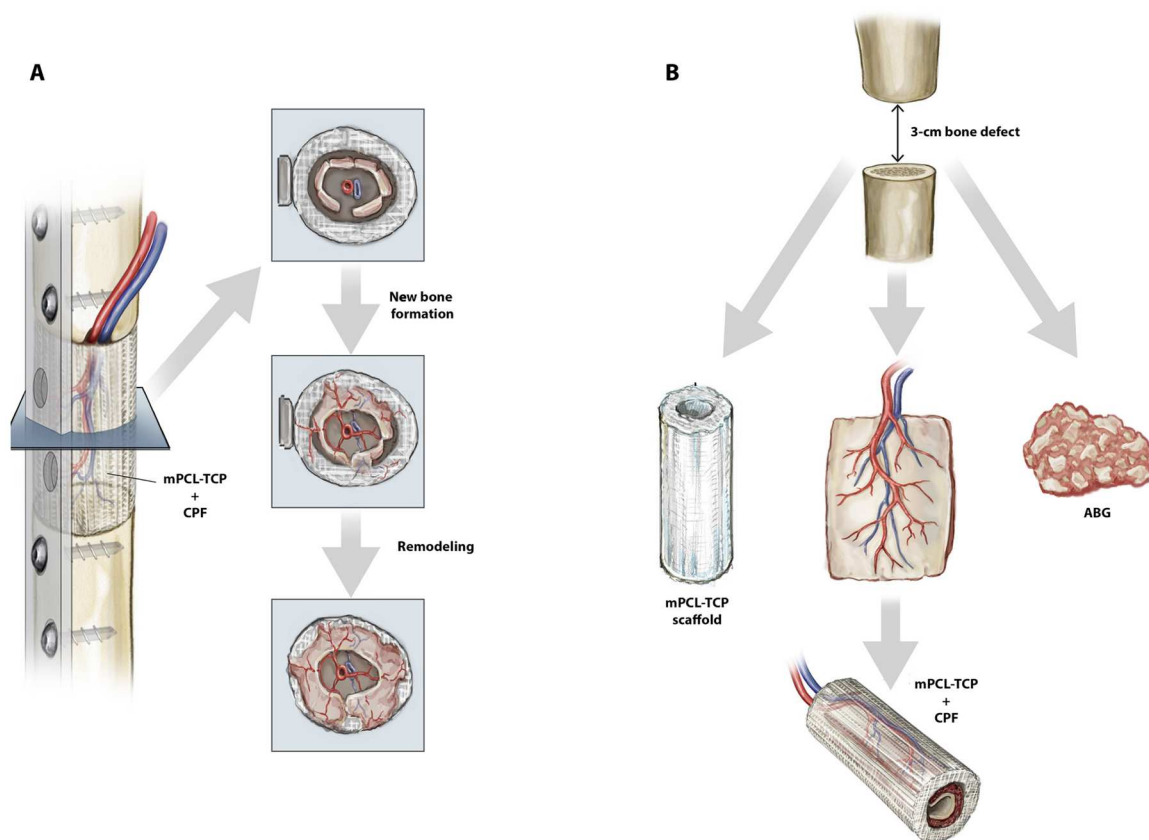 A
New bone
formation
mPCL-TCP
+
CPF
Remodeling
B
3-cm bone defect
mPCL-TCP
scaffold
ABG
mPCL-TCP
+
CPF